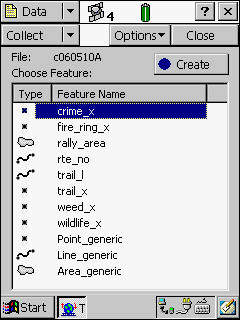 Data 4 ? ×
Collect Options Close
File: c060510A
Choose Feature: Create
Type Feature Name
crime_x
fire_ring_x
rally_area
rte_no
trail_l
trail_x
weed_x
wildlife_x
Point_generic
Line_generic
Area_generic
Start T